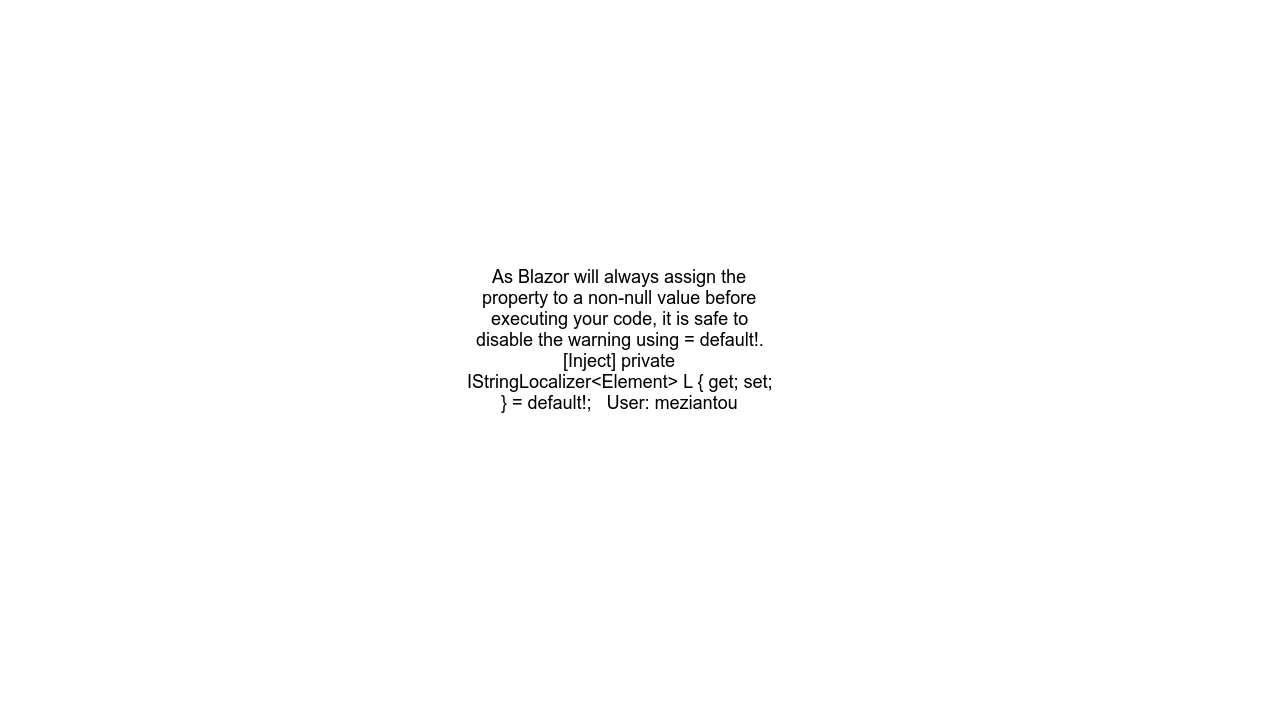 As Blazor will always assign the
property to a non-null value before
executing your code, it is safe to
disable the warning using = default!.
[Inject] private
IStringLocalizer<Element> L { get; set;
} = default!;   User: meziantou